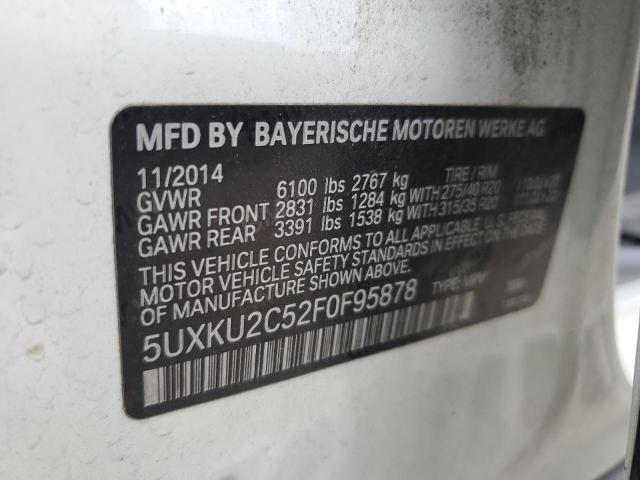 MFD BY BAYERISCHE MOTOREN WERKE AG
11/2014 TIRE / RIM
GVWR 6100 lbs 2767 kg
GAWR FRONT 2831 lbs 1284 kg WITH 275/40 R20
GAWR REAR 3391 lbs 1538 kg WITH 315/35 R20
THIS VEHICLE CONFORMS TO ALL APPLICABLE U.S. FEDERAL
MOTOR VEHICLE SAFETY STANDARDS IN EFFECT ON THE DATE
OF MANUFACTURE SHOWN ABOVE.
5UXKU2C52F0F95878 TYPE: MPV